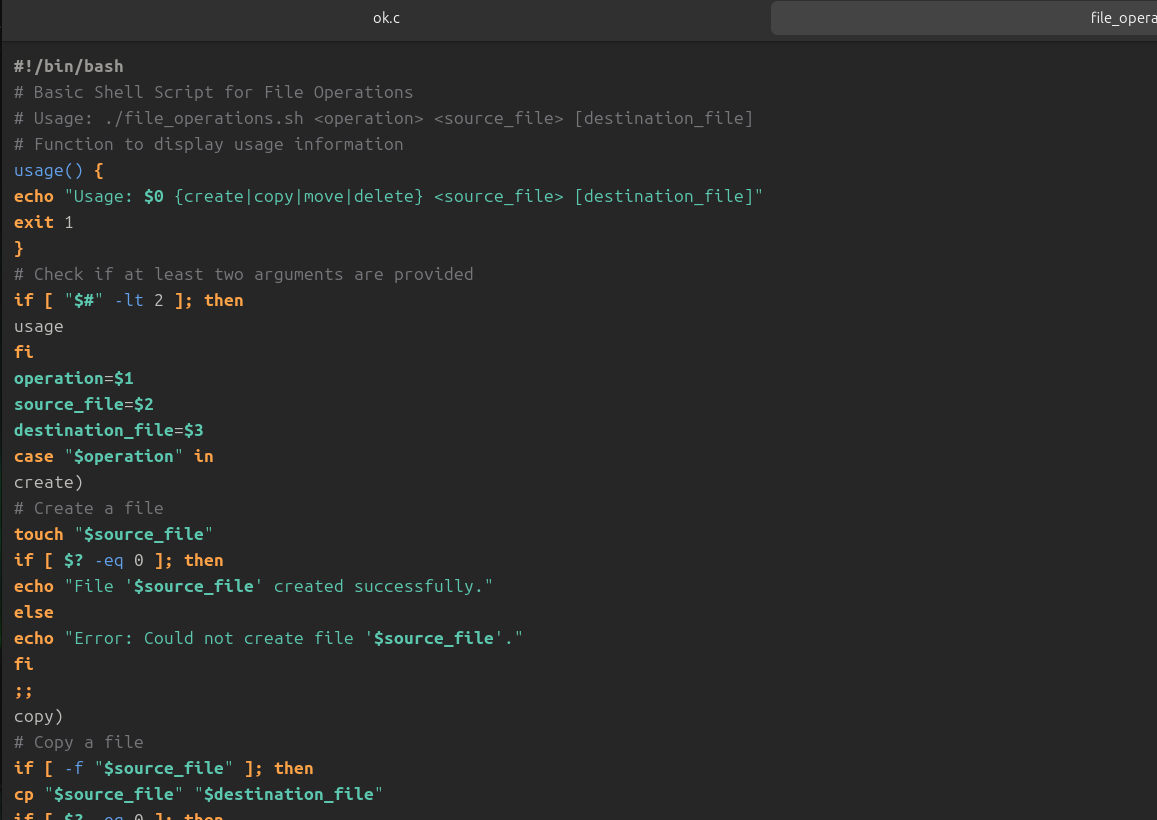 ok.c
file_opera
#!/bin/bash
# Basic Shell Script for File Operations
# Usage: ./file_operations.sh <operation> <source_file> [destination_file]
# Function to display usage information
usage() {
echo "Usage: $0 {create|copy|move|delete} <source_file> [destination_file]"
exit 1
}
# Check if at least two arguments are provided
if [ "$#" -lt 2 ]; then
usage
fi
operation=$1
source_file=$2
destination_file=$3
case "$operation" in
create)
# Create a file
touch "$source_file"
if [ $? -eq 0 ]; then
echo "File '$source_file' created successfully."
else
echo "Error: Could not create file '$source_file'."
fi
;;
copy)
# Copy a file
if [ -f "$source_file" ]; then
cp "$source_file" "$destination_file"
if [ $? -eq 0 ]; then